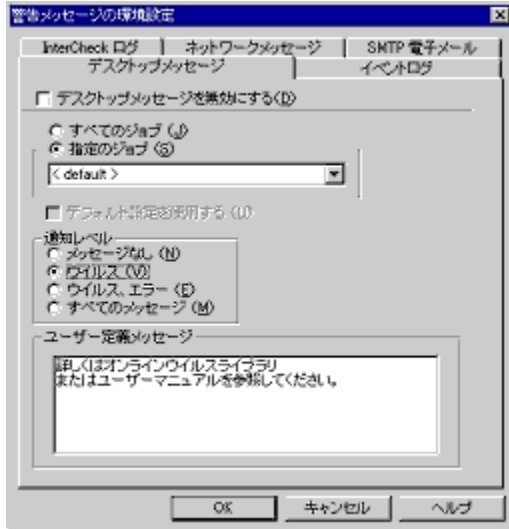 警告メッセージの環境設定
InterCheck ログ
ネットワークメッセージ
SMTP 電子メール
デスクトップメッセージ
イベントログ
デスクトップメッセージを無効にする(D)
すべてのジョブ (J)
指定のジョブ (S)
< default >
デフォルト設定を使用する (U)
通知レベル
メッセージなし (N)
ウイルス (V)
ウイルス、エラー (E)
すべてのメッセージ (M)
ユーザー定義メッセージ
詳しくはオンラインウイルスライブラリ
またはユーザーマニュアルを参照してください。
OK
キャンセル
ヘルプ